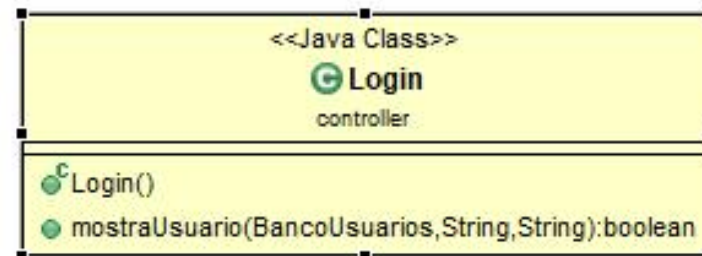 <<Java Class>>
C Login
controller
C Login()
mostraUsuario(BancoUsuarios,String,String):boolean